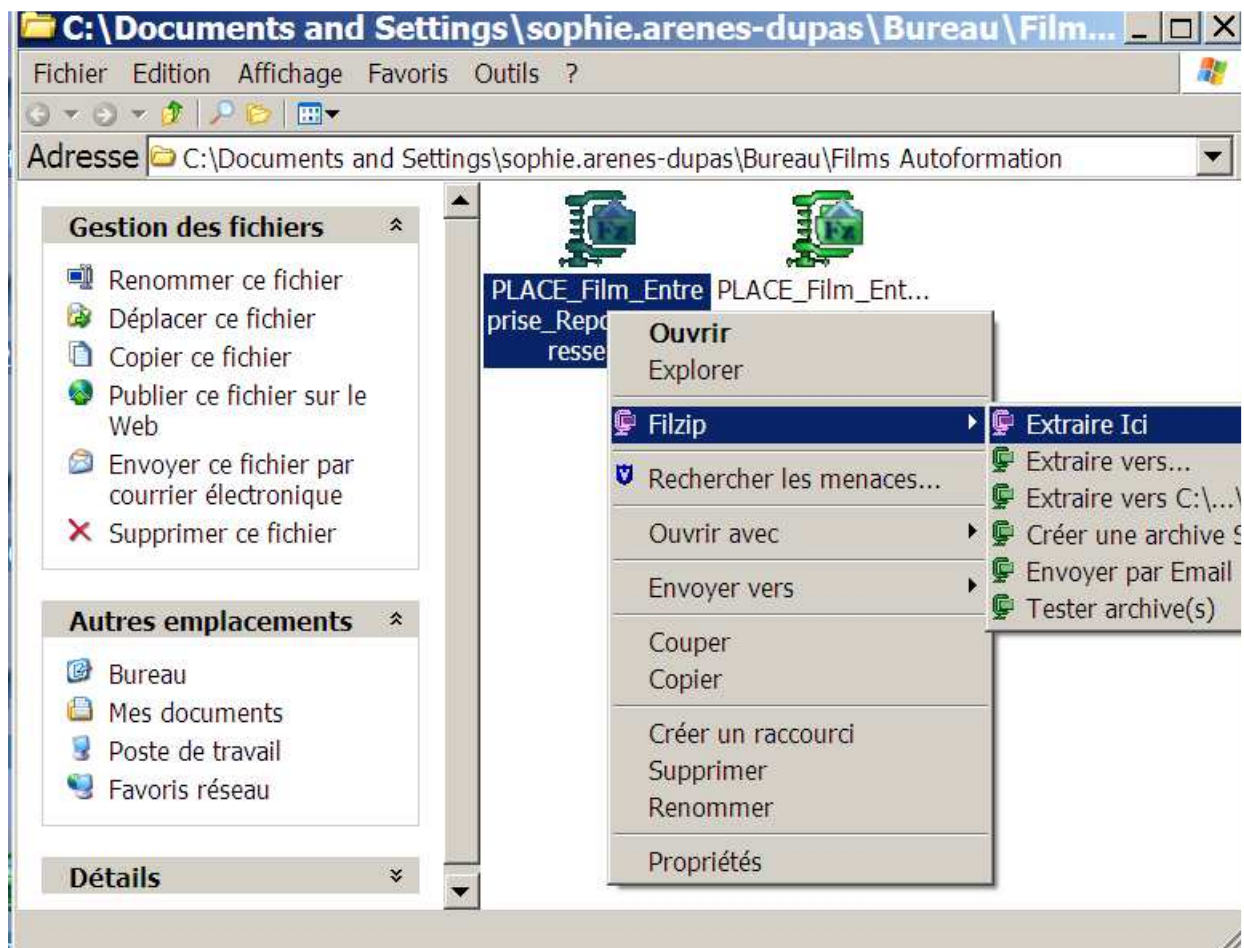 C:\Documents and Settings\sophie.arenes-dupas\Bureau\Film...
Fichier Edition Affichage Favoris Outils ?
Adresse C:\Documents and Settings\sophie.arenes-dupas\Bureau\Films Autoformation
Gestion des fichiers
Renommer ce fichier
Déplacer ce fichier
Copier ce fichier
Publier ce fichier sur le
Web
Envoyer ce fichier par
courrier électronique
Supprimer ce fichier
Autres emplacements
Bureau
Mes documents
Poste de travail
Favoris réseau
Détails
PLACE_Film_Entre
prise_Repo
resse
PLACE_Film_Ent...
Ouvrir
Explorer
Filzip
Rechercher les menaces...
Ouvrir avec
Envoyer vers
Couper
Copier
Créer un raccourci
Supprimer
Renommer
Propriétés
Extraire Ici
Extraire vers...
Extraire vers C:\...\
Créer une archive S
Envoyer par Email
Tester archive(s)